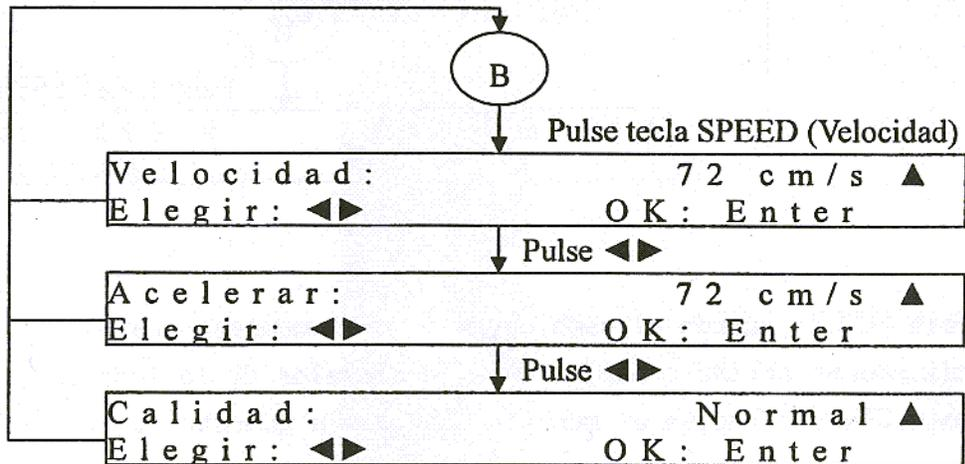 B
Pulse tecla SPEED (Velocidad)
Velocidad: 72 cm/s ▲
Elegir: ◀▶ OK: Enter
Pulse ◀▶
Acelerar: 72 cm/s ▲
Elegir: ◀▶ OK: Enter
Pulse ◀▶
Calidad: Normal ▲
Elegir: ◀▶ OK: Enter